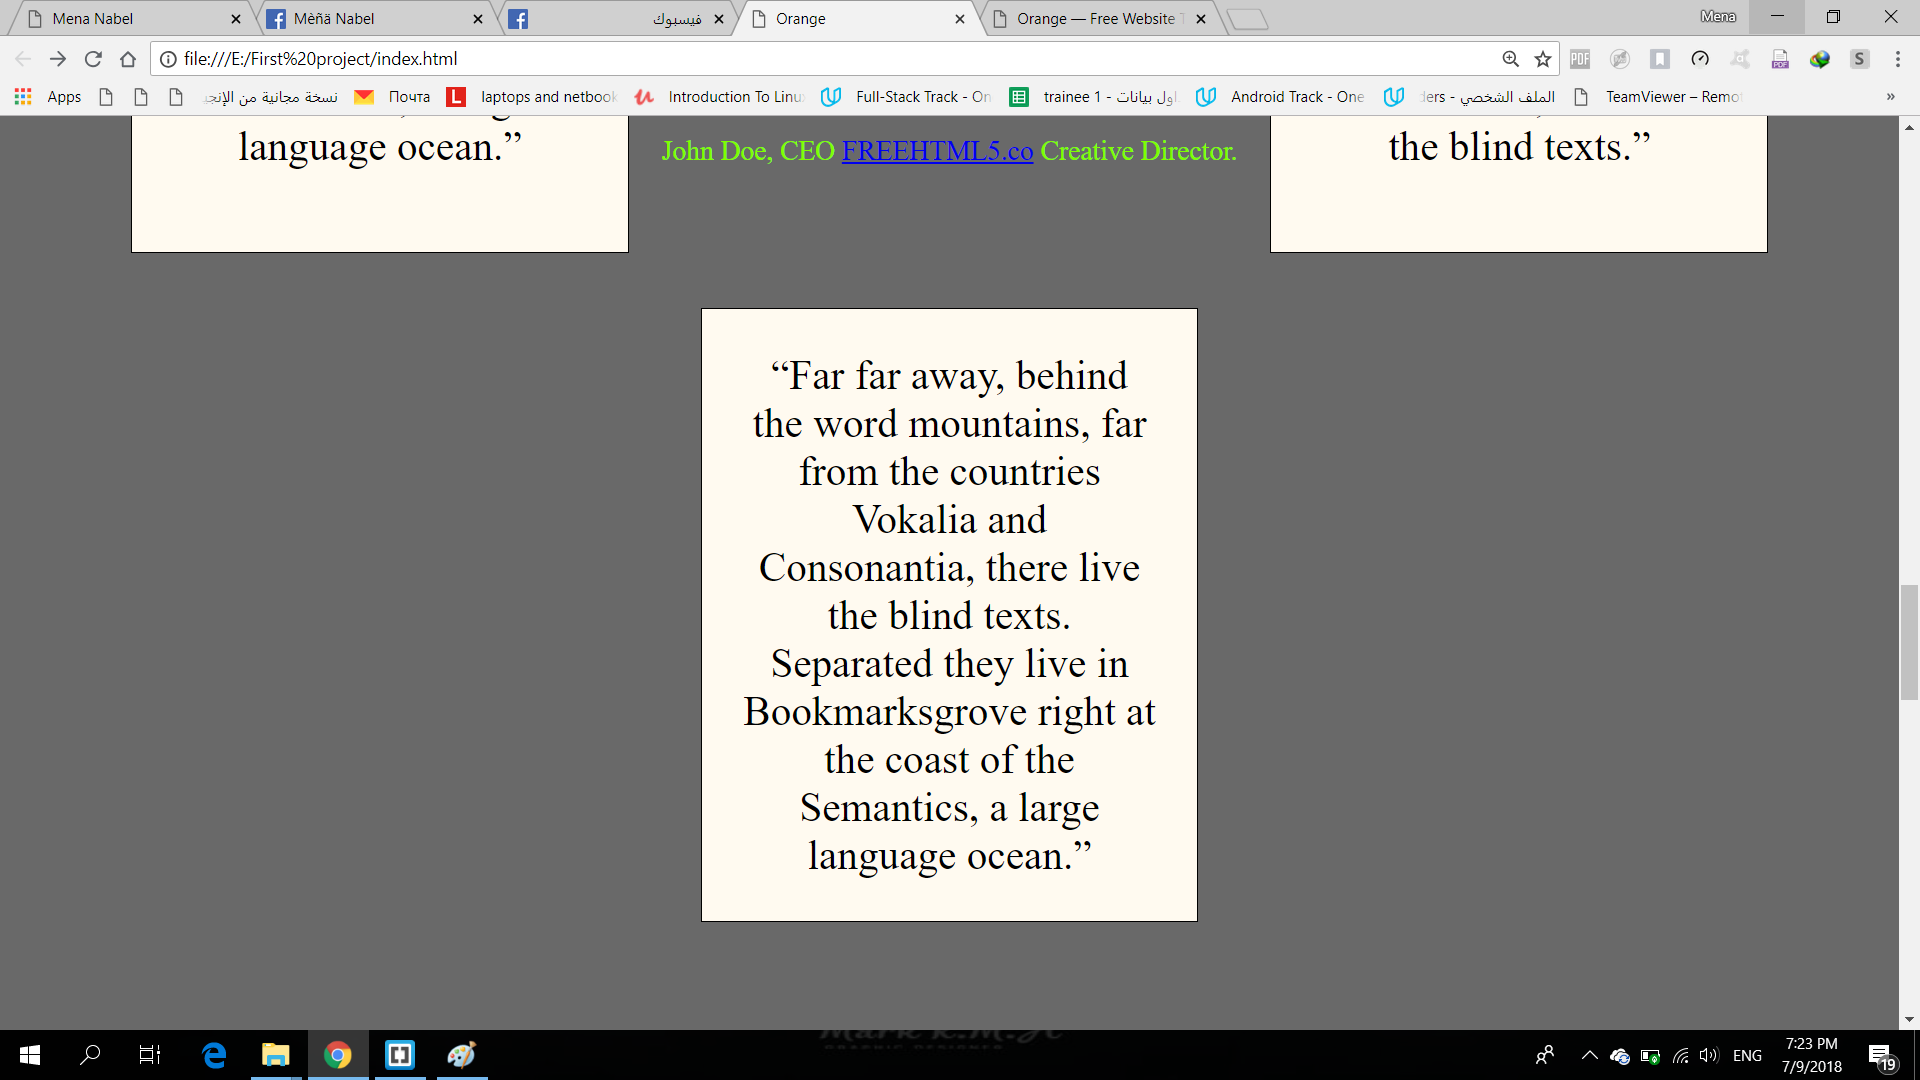 Mena Nabel
Mèñä Nabel
فيسبوك
Orange
Orange — Free Website
Mena
file:///E:/First%20project/index.html
Apps
نسخة مجانية من الإنجي
Почта
laptops and netbook
Introduction To Linu
Full-Stack Track - On
trainee 1 - اول بيانات
Android Track - One
ders - الملف الشخصي
TeamViewer – Remot
»
language ocean.”
John Doe, CEO FREEHTML5.co Creative Director.
the blind texts.”
“Far far away, behind
the word mountains, far
from the countries
Vokalia and
Consonantia, there live
the blind texts.
Separated they live in
Bookmarksgrove right at
the coast of the
Semantics, a large
language ocean.”
ENG
7:23 PM
7/9/2018
19